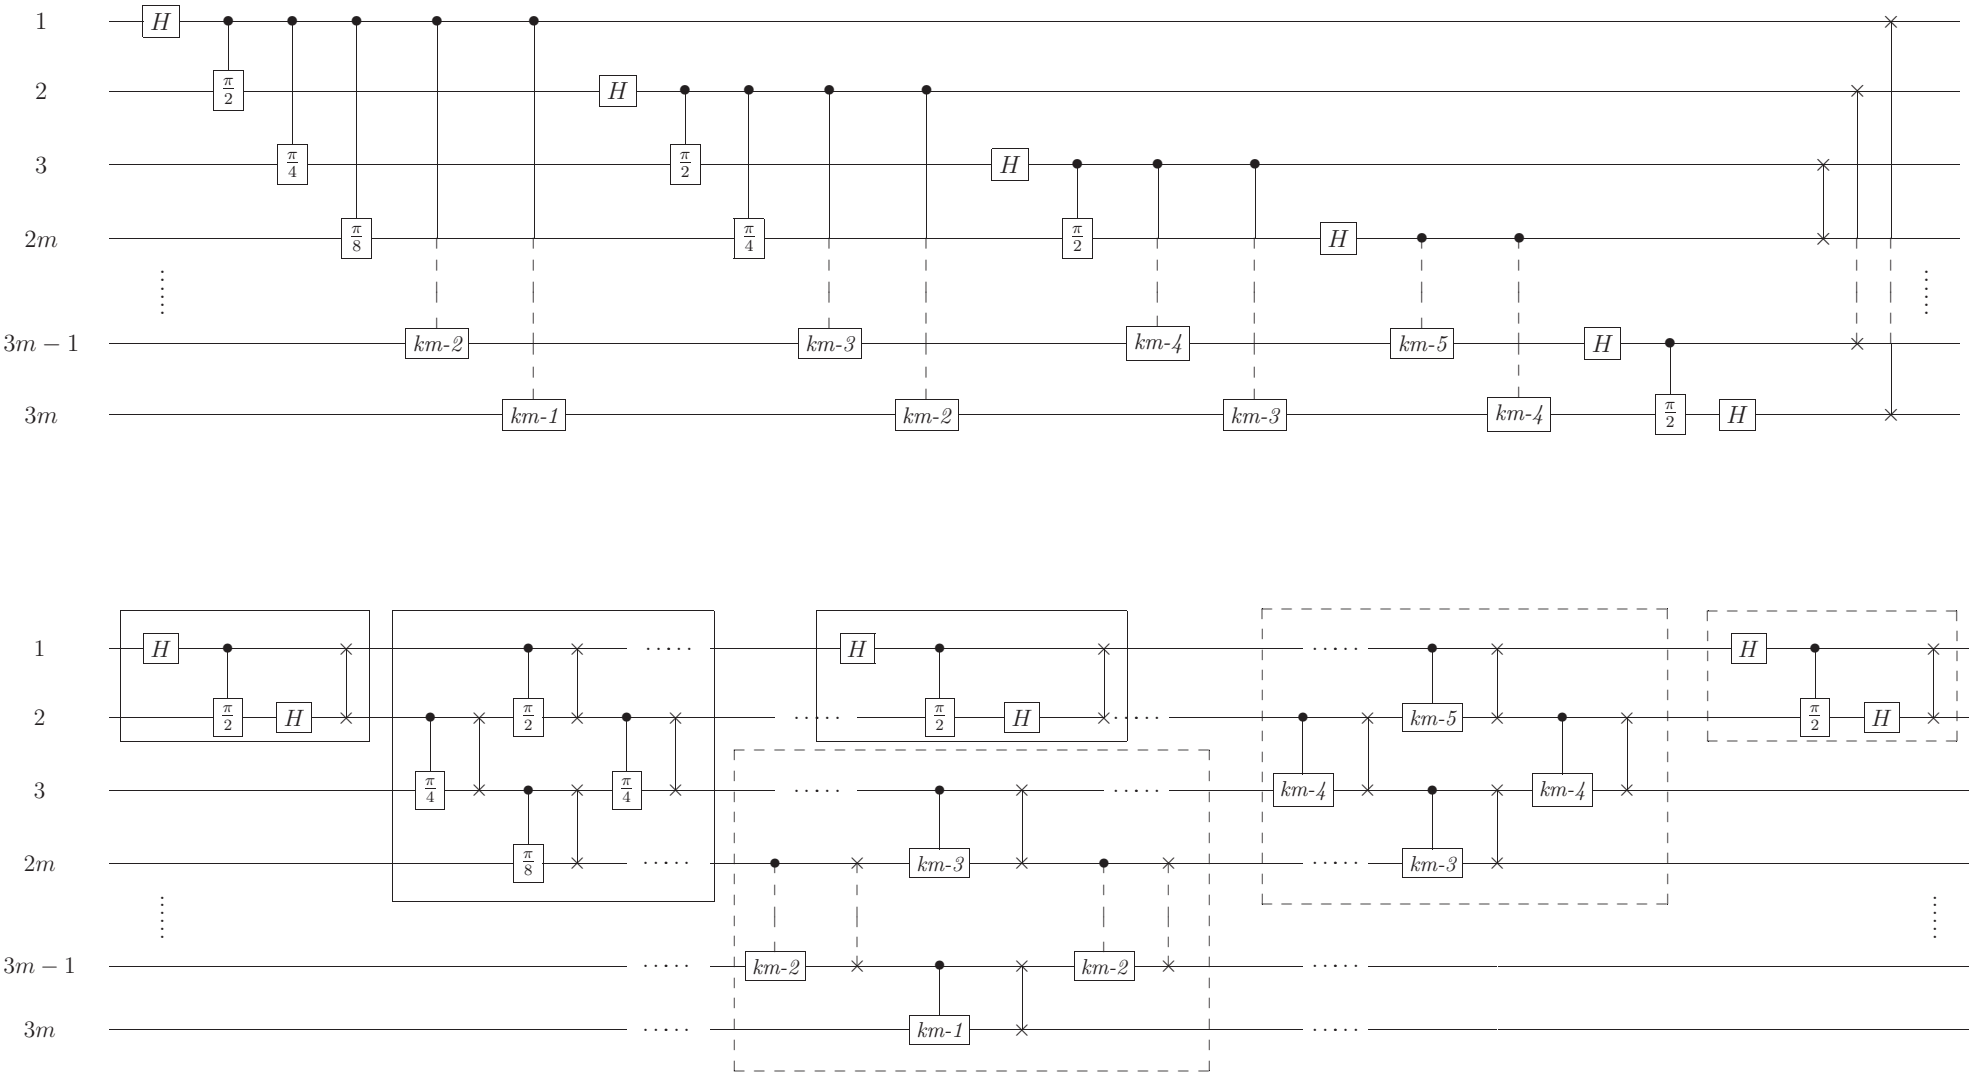 1 H
2 π/2 H
3 π/4 π/2 H
2m π/8 π/4 π/2 H
3m − 1 km-2 km-3 km-4 km-5 H
3m km-1 km-2 km-3 km-4 π/2 H
1 H H H
2 π/2 H π/2 π/2 H km-5 π/2 H
3 π/4 π/8 π/4 km-4 km-4
2m π/8 km-3 km-3
3m − 1 km-2 km-2
3m km-1